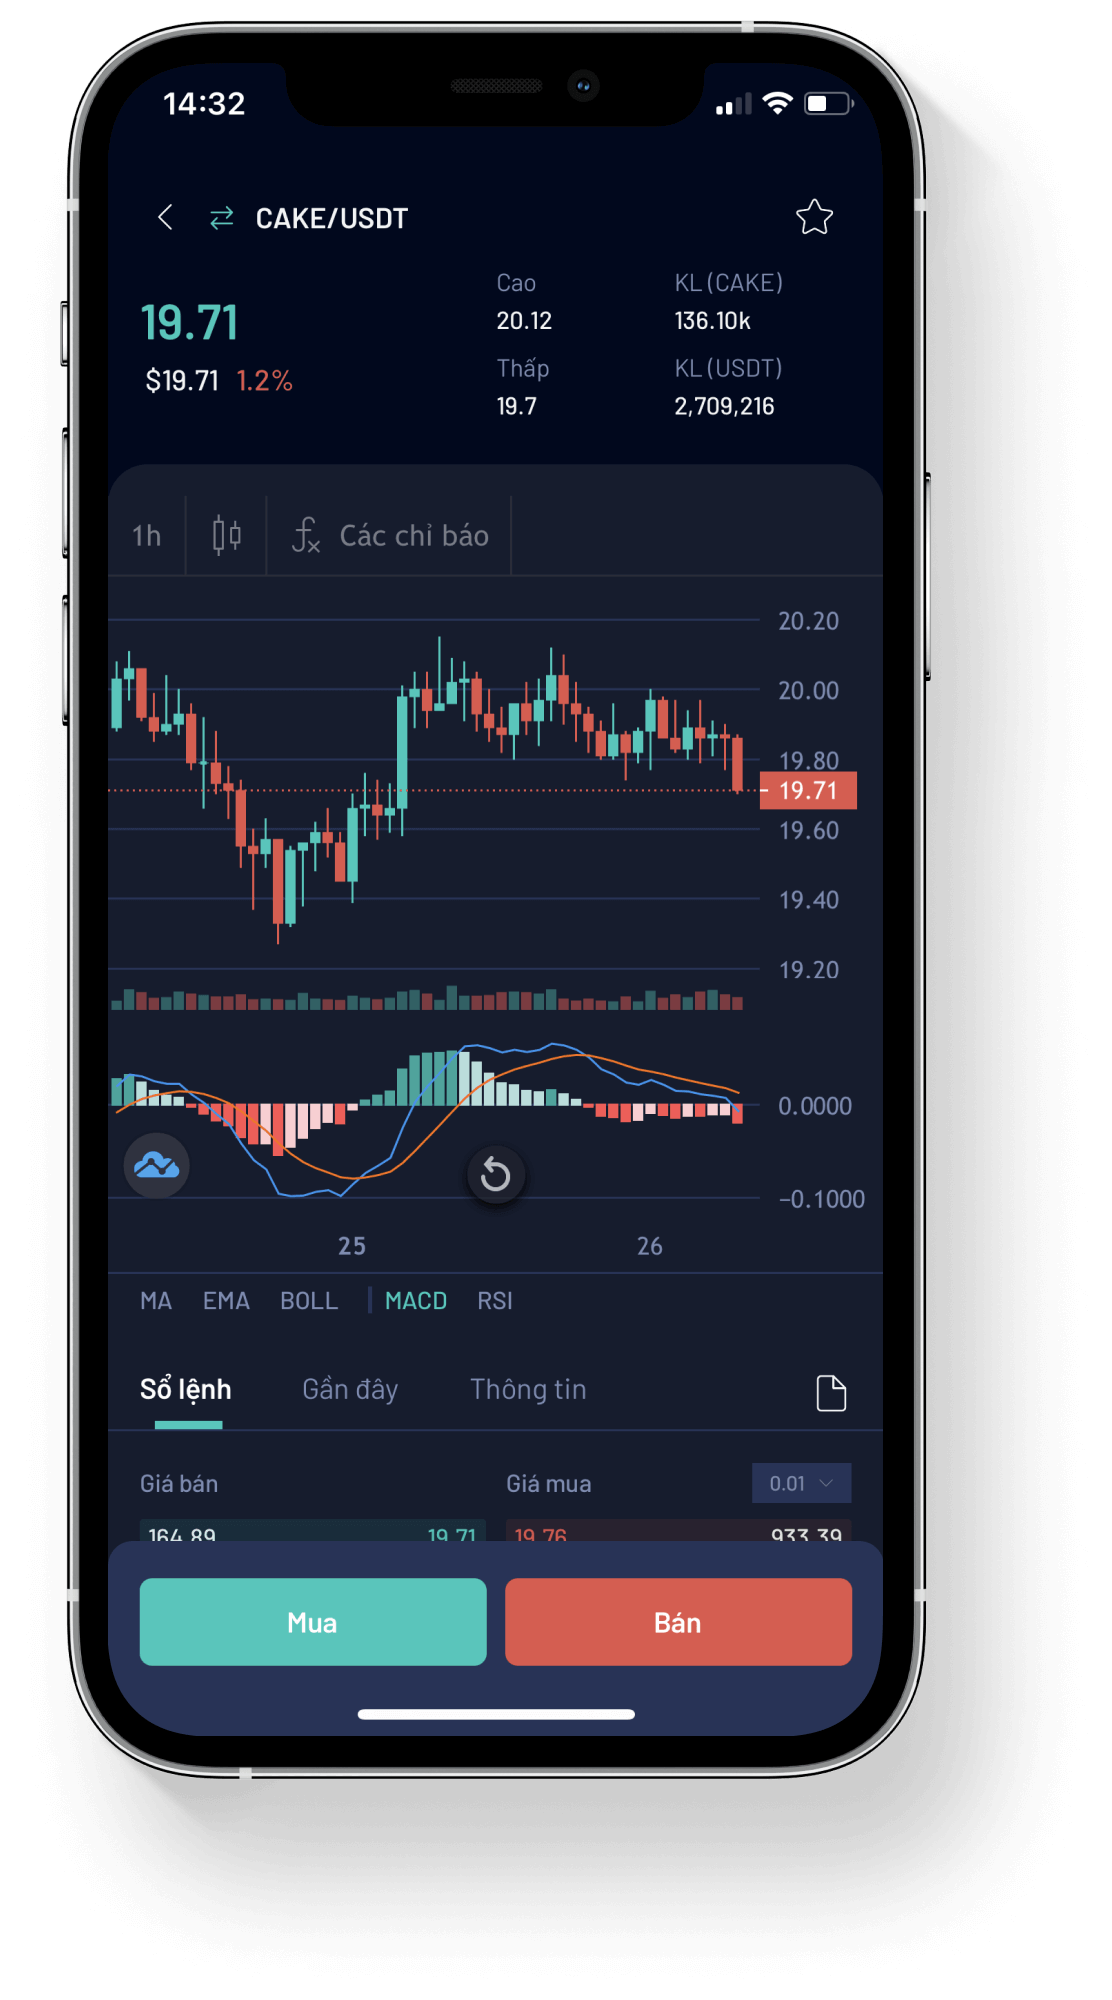 14:32
CAKE/USDT
19.71
$19.71 1.2%
Cao
20.12
KL (CAKE)
136.10k
Thấp
19.7
KL (USDT)
2,709,216
1h
Các chỉ báo
20.20
20.00
19.80
19.71
19.60
19.40
19.20
0.0000
−0.1000
25 26
MA EMA BOLL MACD RSI
Sổ lệnh Gần đây Thông tin
Giá bán Giá mua 0.01
164.89 19.71 19.76 933.39
Mua Bán